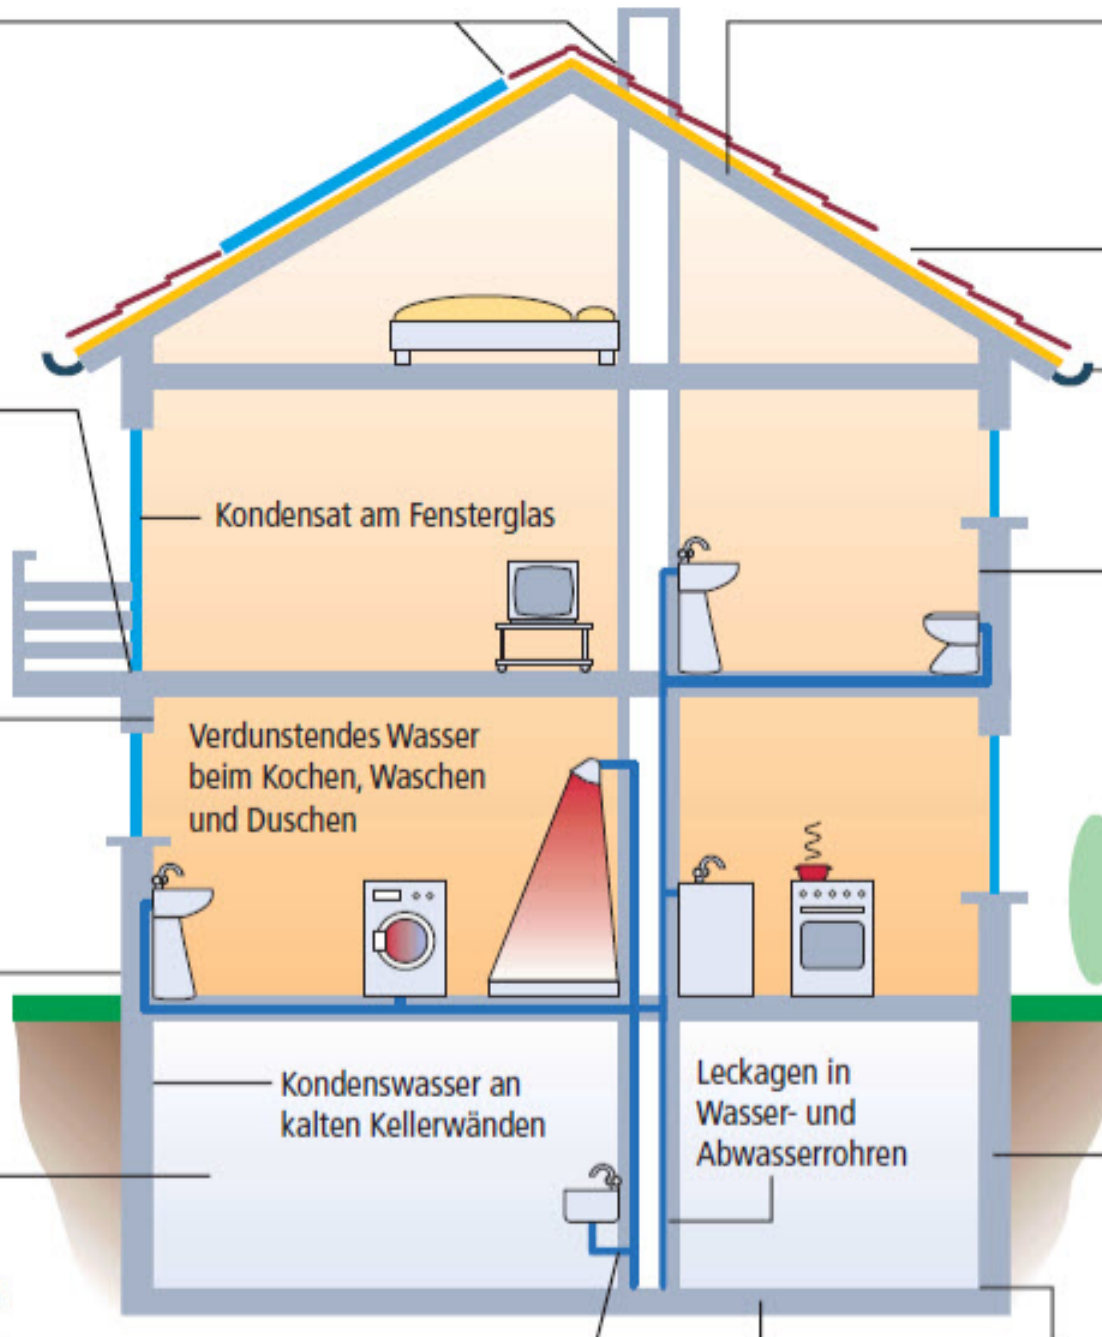 Kondensat am Fensterglas
Verdunstendes Wasser
beim Kochen, Waschen
und Duschen
Kondenswasser an
kalten Kellerwänden
Leckagen in
Wasser- und
Abwasserrohren